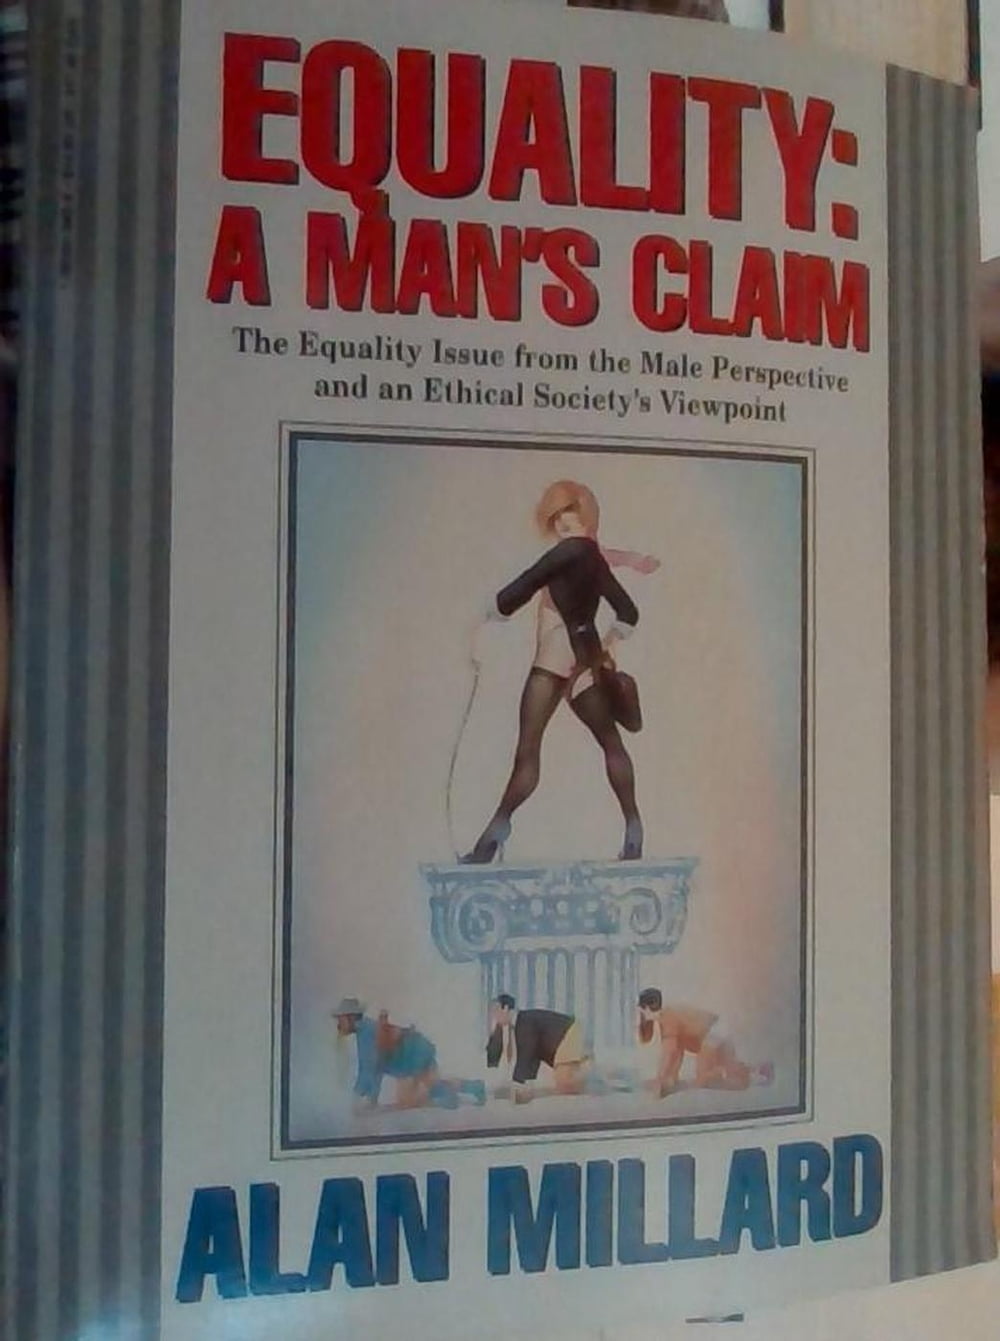 EQUALITY:
A MAN'S CLAIM
The Equality Issue from the Male Perspective
and an Ethical Society's Viewpoint
ALAN MILLARD